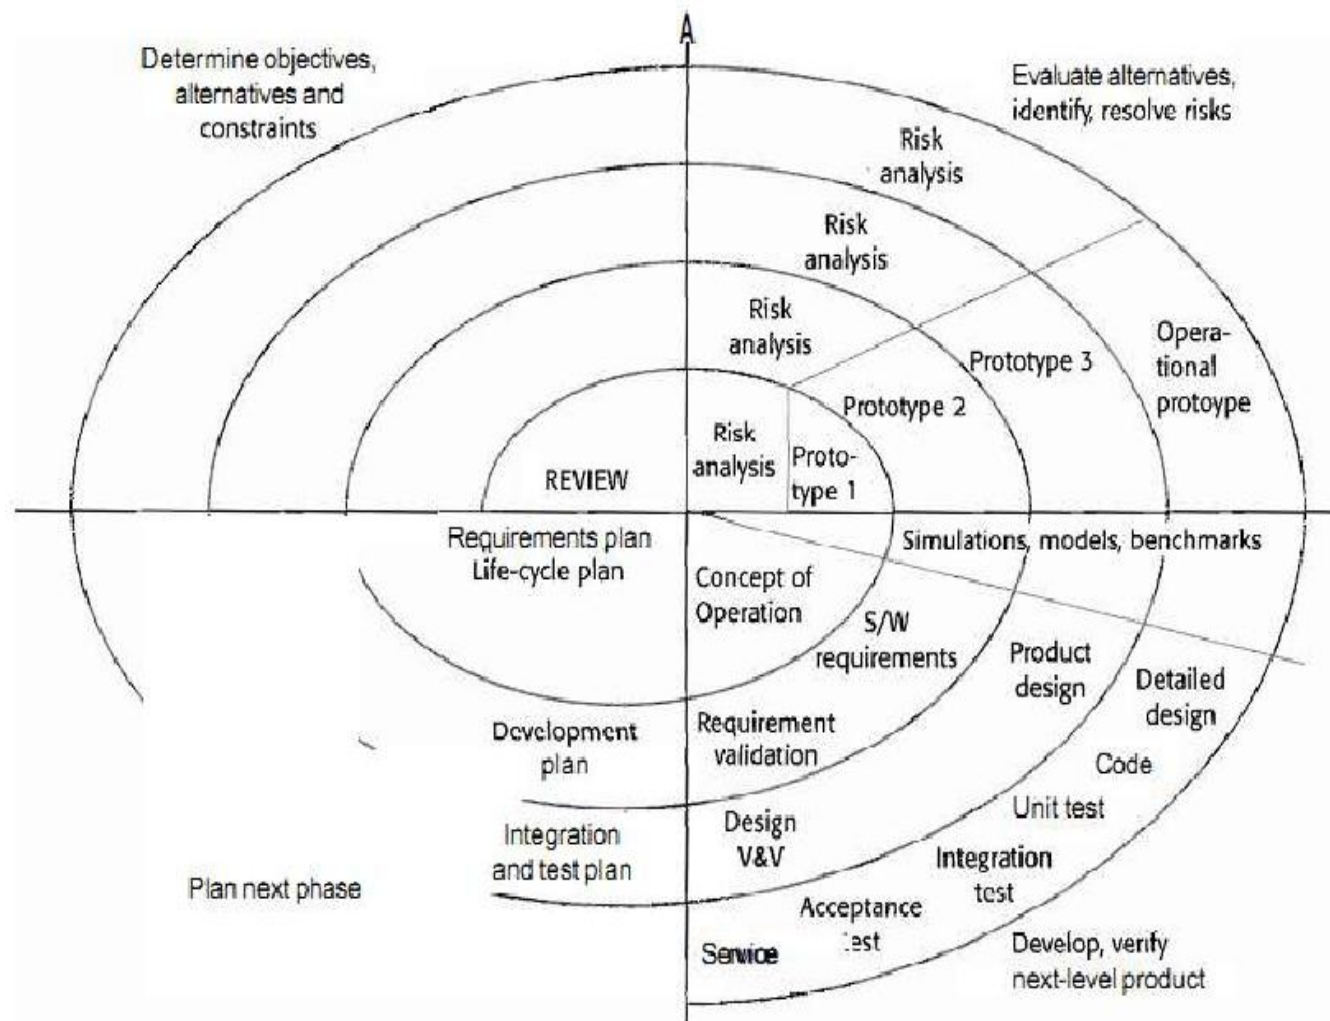 A
Determine objectives,
alternatives and
constraints
Evaluate alternatives,
identify, resolve risks
Risk
analysis
Risk
analysis
Risk
analysis
Risk
analysis
Proto-
type 1
Prototype 2
Prototype 3
Opera-
tional
protoype
REVIEW
Requirements plan
Life-cycle plan
Simulations, models, benchmarks
Concept of
Operation
S/W
requirements
Product
design
Detailed
design
Development
plan
Requirement
validation
Code
Unit test
Integration
and test plan
Design
V&V
Integration
test
Plan next phase
Acceptance
test
Service
Develop, verify
next-level product